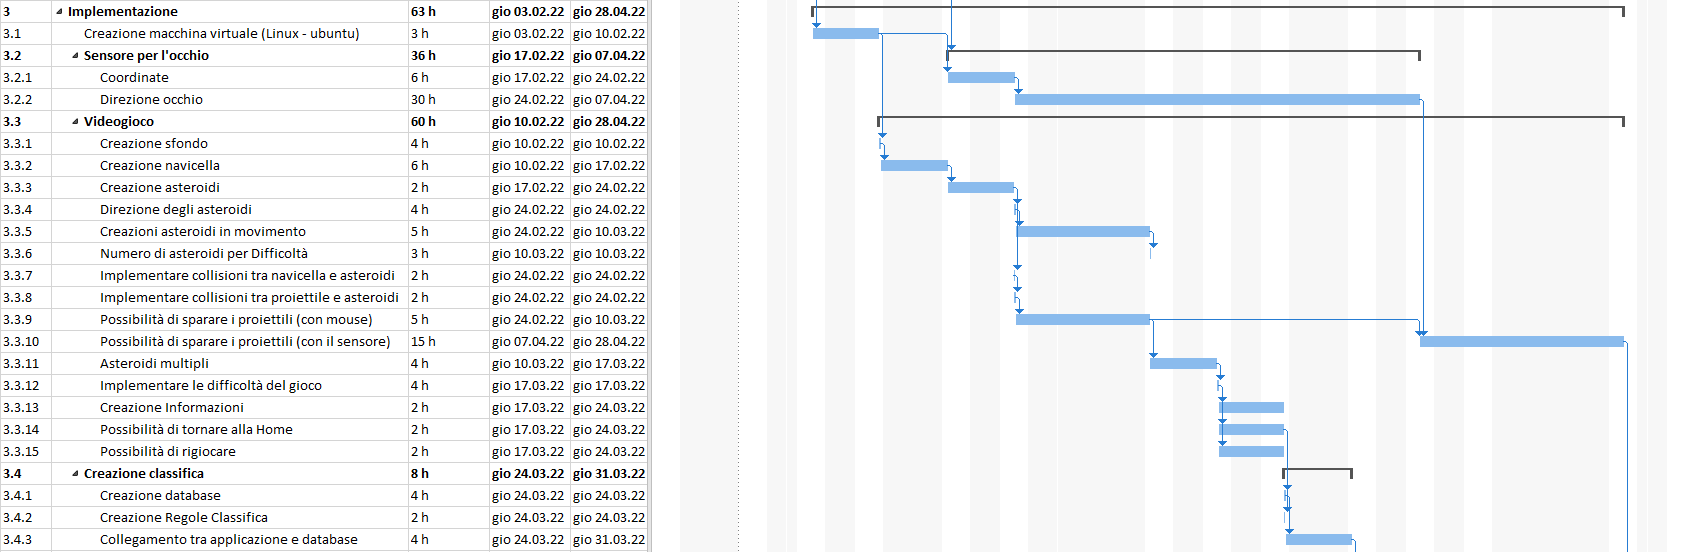 3 Implementazione 63 h gio 03.02.22 gio 28.04.22
3.1 Creazione macchina virtuale (Linux - ubuntu) 3 h gio 03.02.22 gio 10.02.22
3.2 Sensore per l'occhio 36 h gio 17.02.22 gio 07.04.22
3.2.1 Coordinate 6 h gio 17.02.22 gio 24.02.22
3.2.2 Direzione occhio 30 h gio 24.02.22 gio 07.04.22
3.3 Videogioco 60 h gio 10.02.22 gio 28.04.22
3.3.1 Creazione sfondo 4 h gio 10.02.22 gio 10.02.22
3.3.2 Creazione navicella 6 h gio 10.02.22 gio 17.02.22
3.3.3 Creazione asteroidi 2 h gio 17.02.22 gio 24.02.22
3.3.4 Direzione degli asteroidi 4 h gio 24.02.22 gio 24.02.22
3.3.5 Creazioni asteroidi in movimento 5 h gio 24.02.22 gio 10.03.22
3.3.6 Numero di asteroidi per Difficoltà 3 h gio 10.03.22 gio 10.03.22
3.3.7 Implementare collisioni tra navicella e asteroidi 2 h gio 24.02.22 gio 24.02.22
3.3.8 Implementare collisioni tra proiettile e asteroidi 2 h gio 24.02.22 gio 24.02.22
3.3.9 Possibilità di sparare i proiettili (con mouse) 5 h gio 24.02.22 gio 10.03.22
3.3.10 Possibilità di sparare i proiettili (con il sensore) 15 h gio 07.04.22 gio 28.04.22
3.3.11 Asteroidi multipli 4 h gio 10.03.22 gio 17.03.22
3.3.12 Implementare le difficoltà del gioco 4 h gio 17.03.22 gio 17.03.22
3.3.13 Creazione Informazioni 2 h gio 17.03.22 gio 24.03.22
3.3.14 Possibilità di tornare alla Home 2 h gio 17.03.22 gio 24.03.22
3.3.15 Possibilità di rigiocare 2 h gio 17.03.22 gio 24.03.22
3.4 Creazione classifica 8 h gio 24.03.22 gio 31.03.22
3.4.1 Creazione database 4 h gio 24.03.22 gio 24.03.22
3.4.2 Creazione Regole Classifica 2 h gio 24.03.22 gio 24.03.22
3.4.3 Collegamento tra applicazione e database 4 h gio 24.03.22 gio 31.03.22